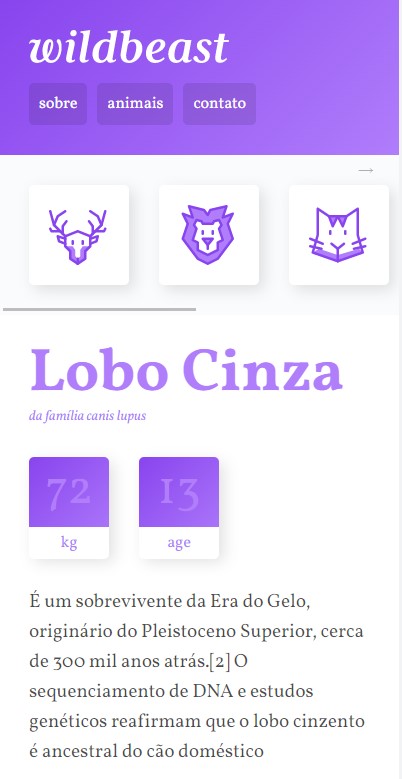 wildbeast
sobre animais contato
→
Lobo Cinza
da família canis lupus
72 13
kg age
É um sobrevivente da Era do Gelo,
originário do Pleistoceno Superior, cerca
de 300 mil anos atrás.[2] O
sequenciamento de DNA e estudos
genéticos reafirmam que o lobo cinzento
é ancestral do cão doméstico